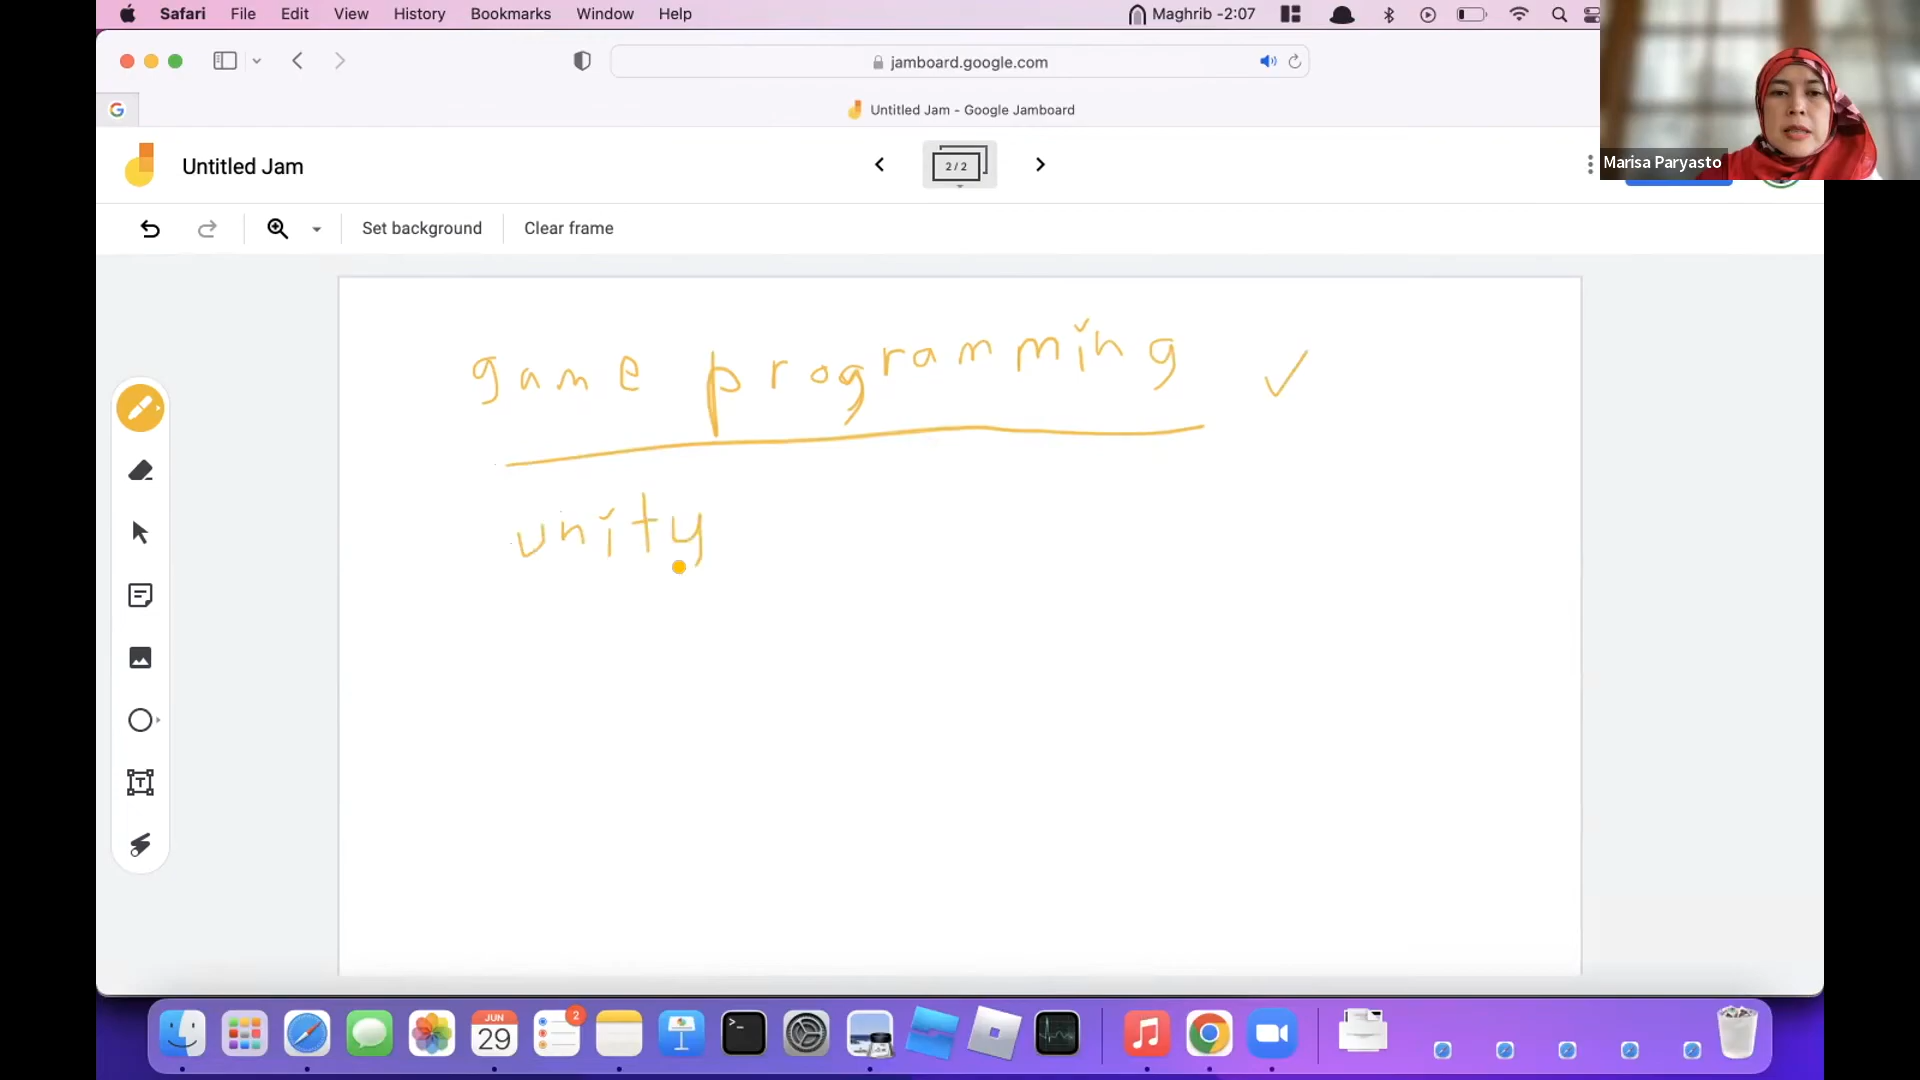 Safari File Edit View History Bookmarks Window Help Maghrib -2:07
jamboard.google.com
G Untitled Jam - Google Jamboard
Marisa Paryasto
Untitled Jam 2 / 2
Set background Clear frame
game programming ✓
unity
JUN
29
2